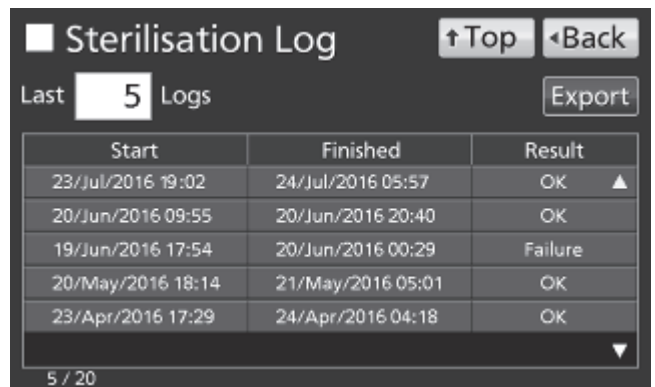 Sterilisation Log ↑Top ◂Back
Last 5 Logs Export
Start Finished Result
23/Jul/2016 19:02 24/Jul/2016 05:57 OK ▲
20/Jun/2016 09:55 20/Jun/2016 20:40 OK
19/Jun/2016 17:54 20/Jun/2016 00:29 Failure
20/May/2016 18:14 21/May/2016 05:01 OK
23/Apr/2016 17:29 24/Apr/2016 04:18 OK
▼
5 / 20